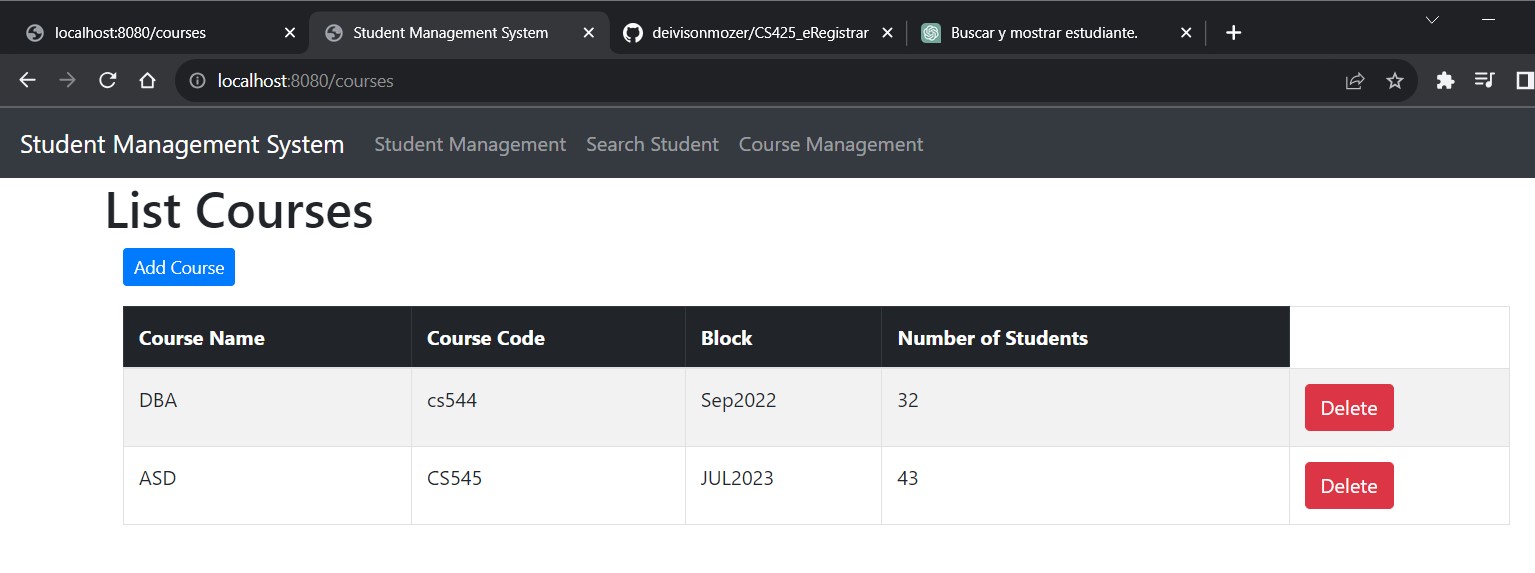 localhost:8080/courses Student Management System deivisonmozer/CS425_eRegistrar Buscar y mostrar estudiante.
localhost:8080/courses
Student Management System Student Management Search Student Course Management
List Courses
Add Course
Course Name Course Code Block Number of Students
DBA cs544 Sep2022 32 Delete
ASD CS545 JUL2023 43 Delete